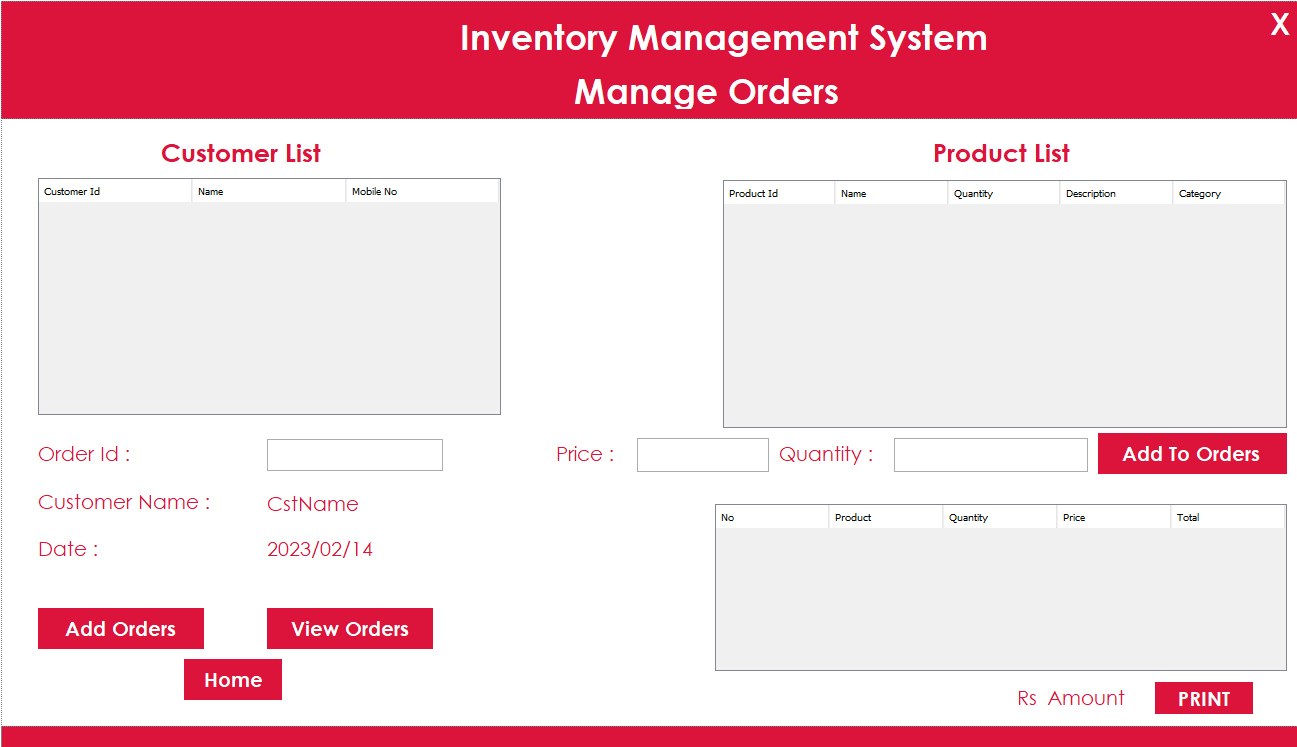 Inventory Management System
X
Manage Orders
Customer List
Product List
Customer Id Name Mobile No
Product Id Name Quantity Description Category
Order Id :
Price :
Quantity :
Add To Orders
Customer Name : CstName
No Product Quantity Price Total
Date : 2023/02/14
Add Orders
View Orders
Home
Rs Amount
PRINT